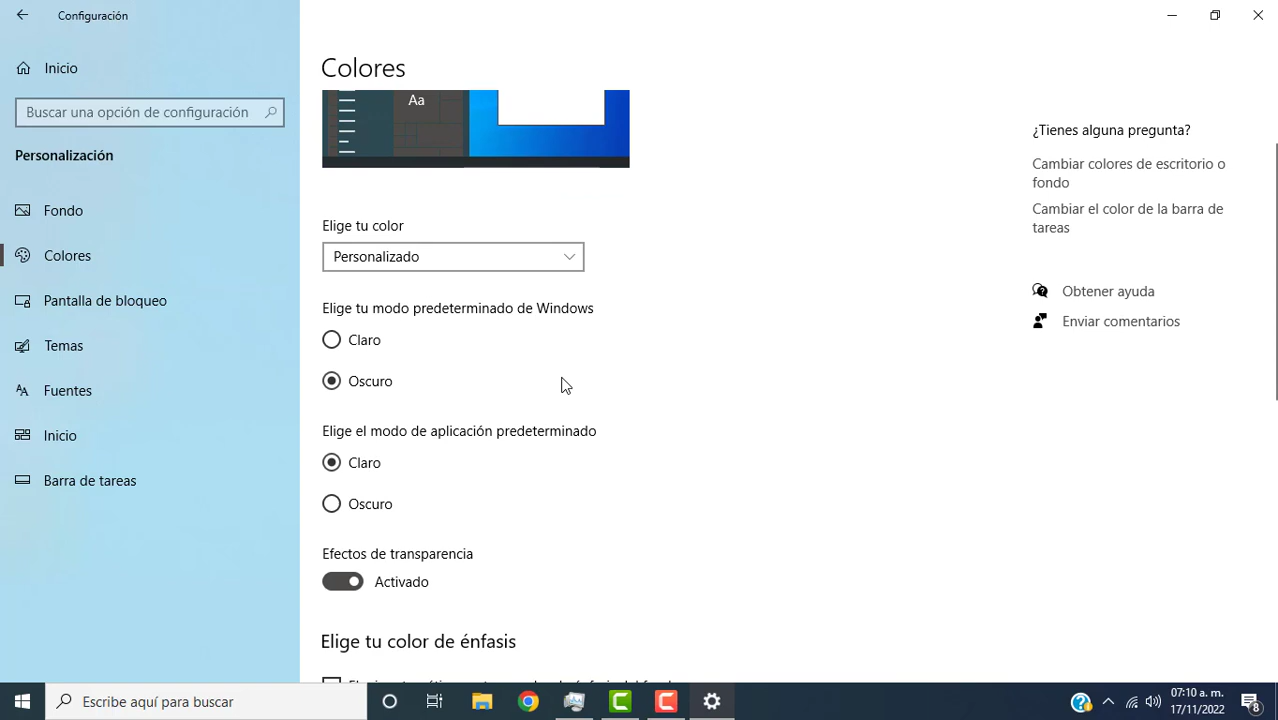 Configuración
Inicio
Buscar una opción de configuración
Personalización
Fondo
Colores
Pantalla de bloqueo
Temas
Fuentes
Inicio
Barra de tareas
Colores
Aa
Elige tu color
Personalizado
Elige tu modo predeterminado de Windows
Claro
Oscuro
Elige el modo de aplicación predeterminado
Claro
Oscuro
Efectos de transparencia
Activado
Elige tu color de énfasis
¿Tienes alguna pregunta?
Cambiar colores de escritorio o
fondo
Cambiar el color de la barra de
tareas
Obtener ayuda
Enviar comentarios
Escribe aquí para buscar
07:10 a. m.
17/11/2022
8